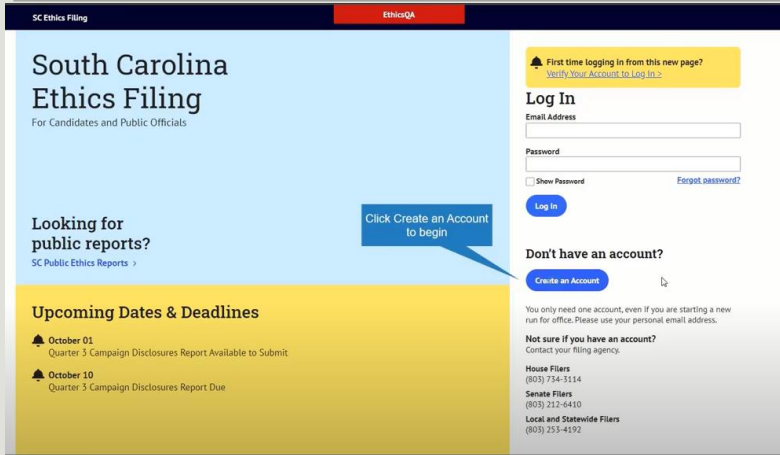 SC Ethics Filing
EthicsQA
South Carolina
Ethics Filing
For Candidates and Public Officials
Looking for
public reports?
SC Public Ethics Reports >
Upcoming Dates & Deadlines
October 01
Quarter 3 Campaign Disclosures Report Available to Submit
October 10
Quarter 3 Campaign Disclosures Report Due
Click Create an Account
to begin
First time logging in from this new page?
Verify Your Account to Log In >
Log In
Email Address
Password
Show Password
Forgot password?
Log In
Don't have an account?
Create an Account
You only need one account, even if you are starting a new
run for office. Please use your personal email address.
Not sure if you have an account?
Contact your filing agency.
House Filers
(803) 734-3114
Senate Filers
(803) 212-6410
Local and Statewide Filers
(803) 253-4192